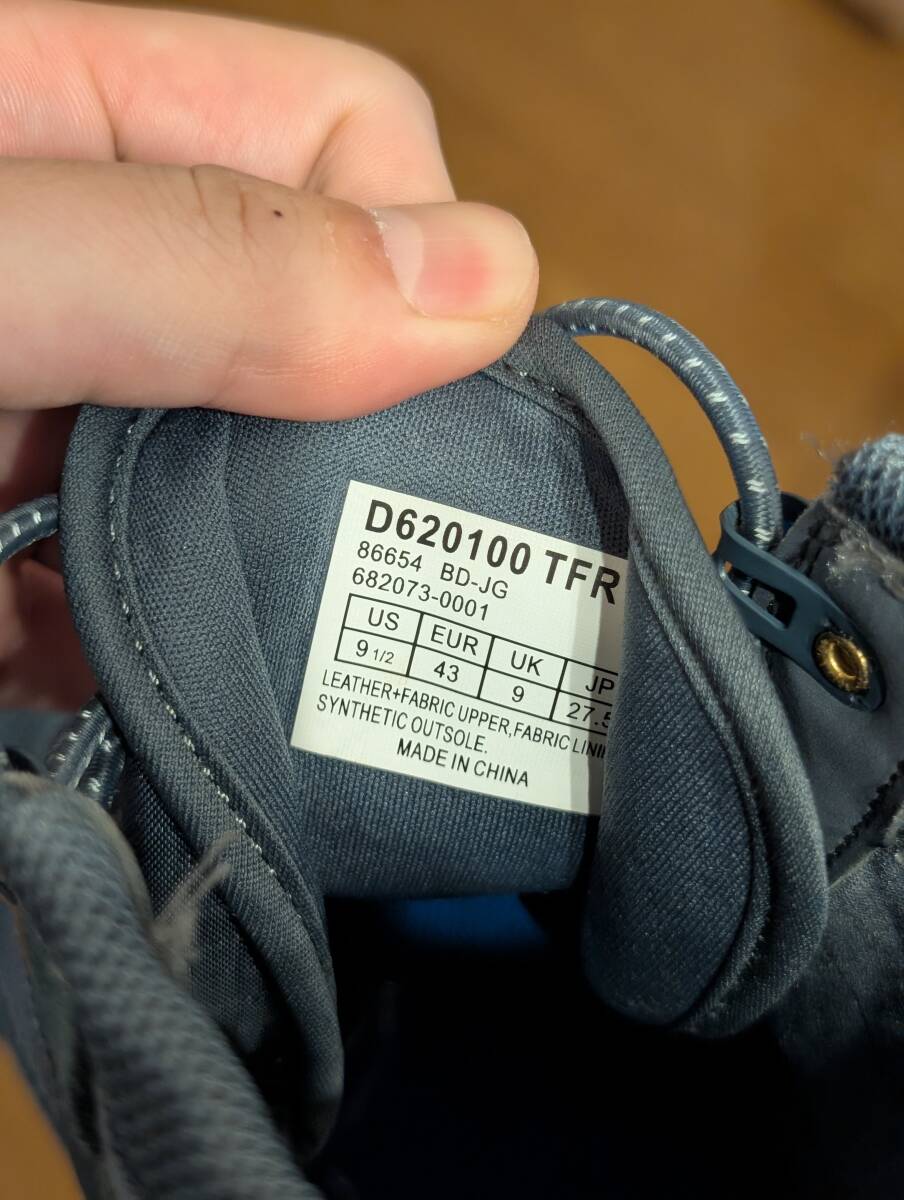 D620100 TFR
86654 BD-JG
682073-0001
US EUR UK JP
9 1/2 43 9 27.5
LEATHER+FABRIC UPPER,FABRIC
SYNTHETIC OUTSOLE.
MADE IN CHINA